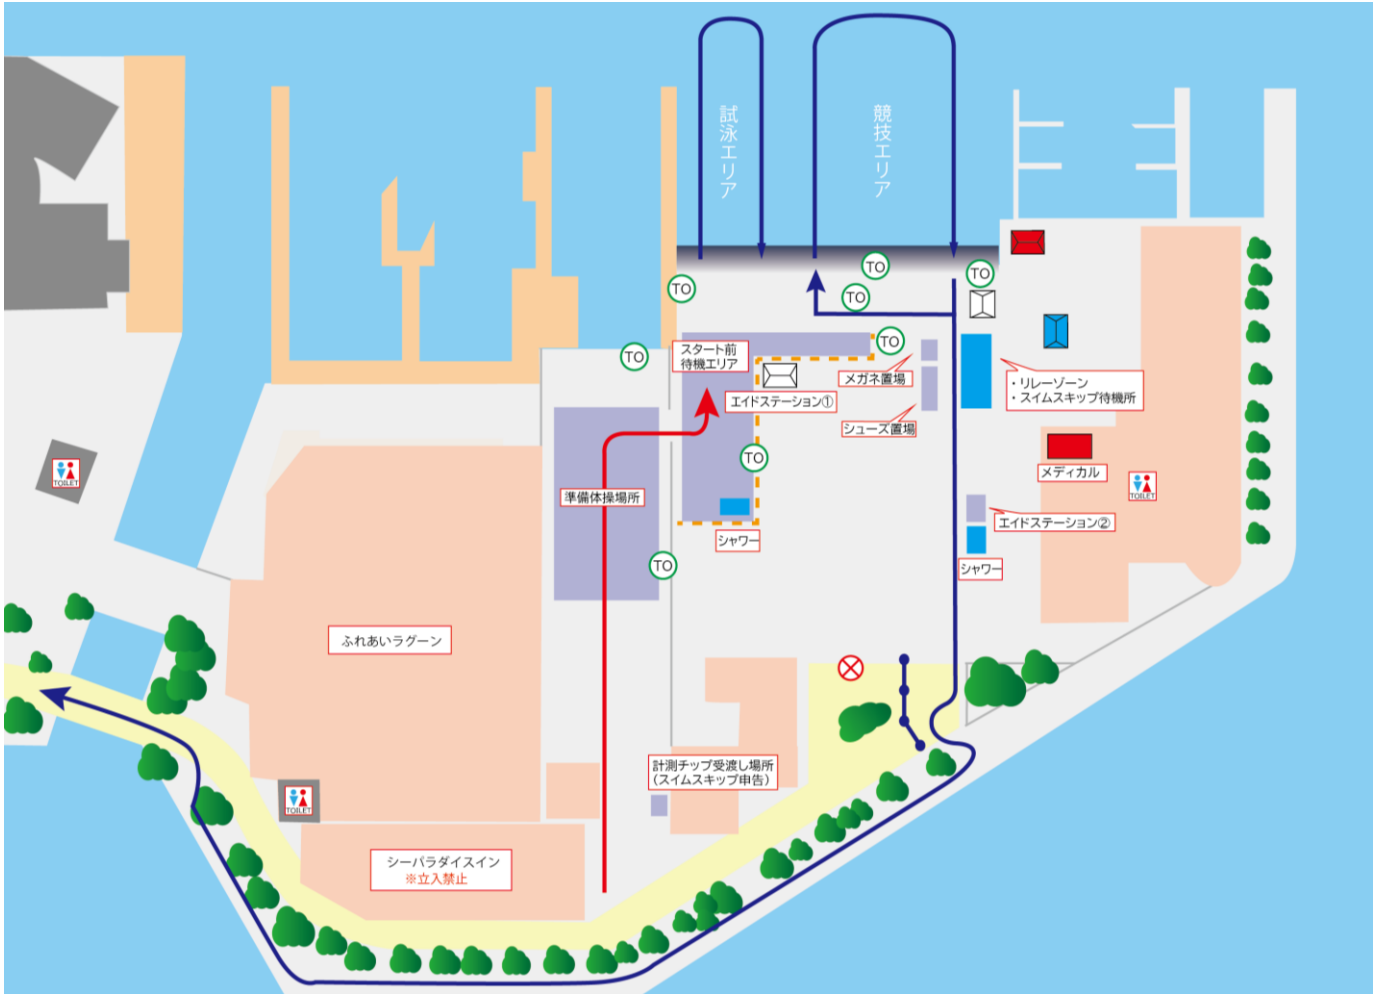 試泳エリア
競技エリア
TO
TO
TO
TO
TO
TO
スタート前
待機エリア
メガネ置場
・リレーゾーン
・スイムスキップ待機所
エイドステーション①
シューズ置場
TO
メディカル
TOILET
TOILET
準備体操場所
エイドステーション②
シャワー
シャワー
TO
ふれあいラグーン
計測チップ受渡し場所
(スイムスキップ申告)
TOILET
シーパラダイスイン
※立入禁止